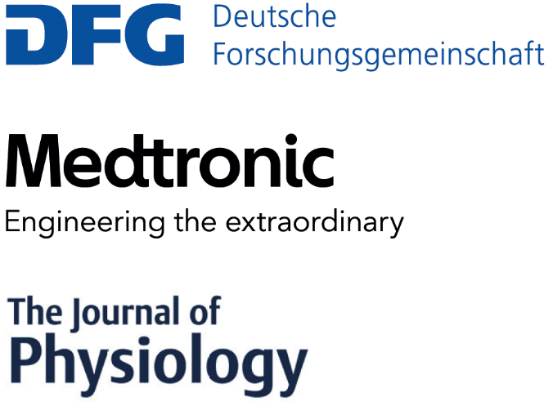 DFG Deutsche
Forschungsgemeinschaft
Medtronic
Engineering the extraordinary
The Journal of
Physiology